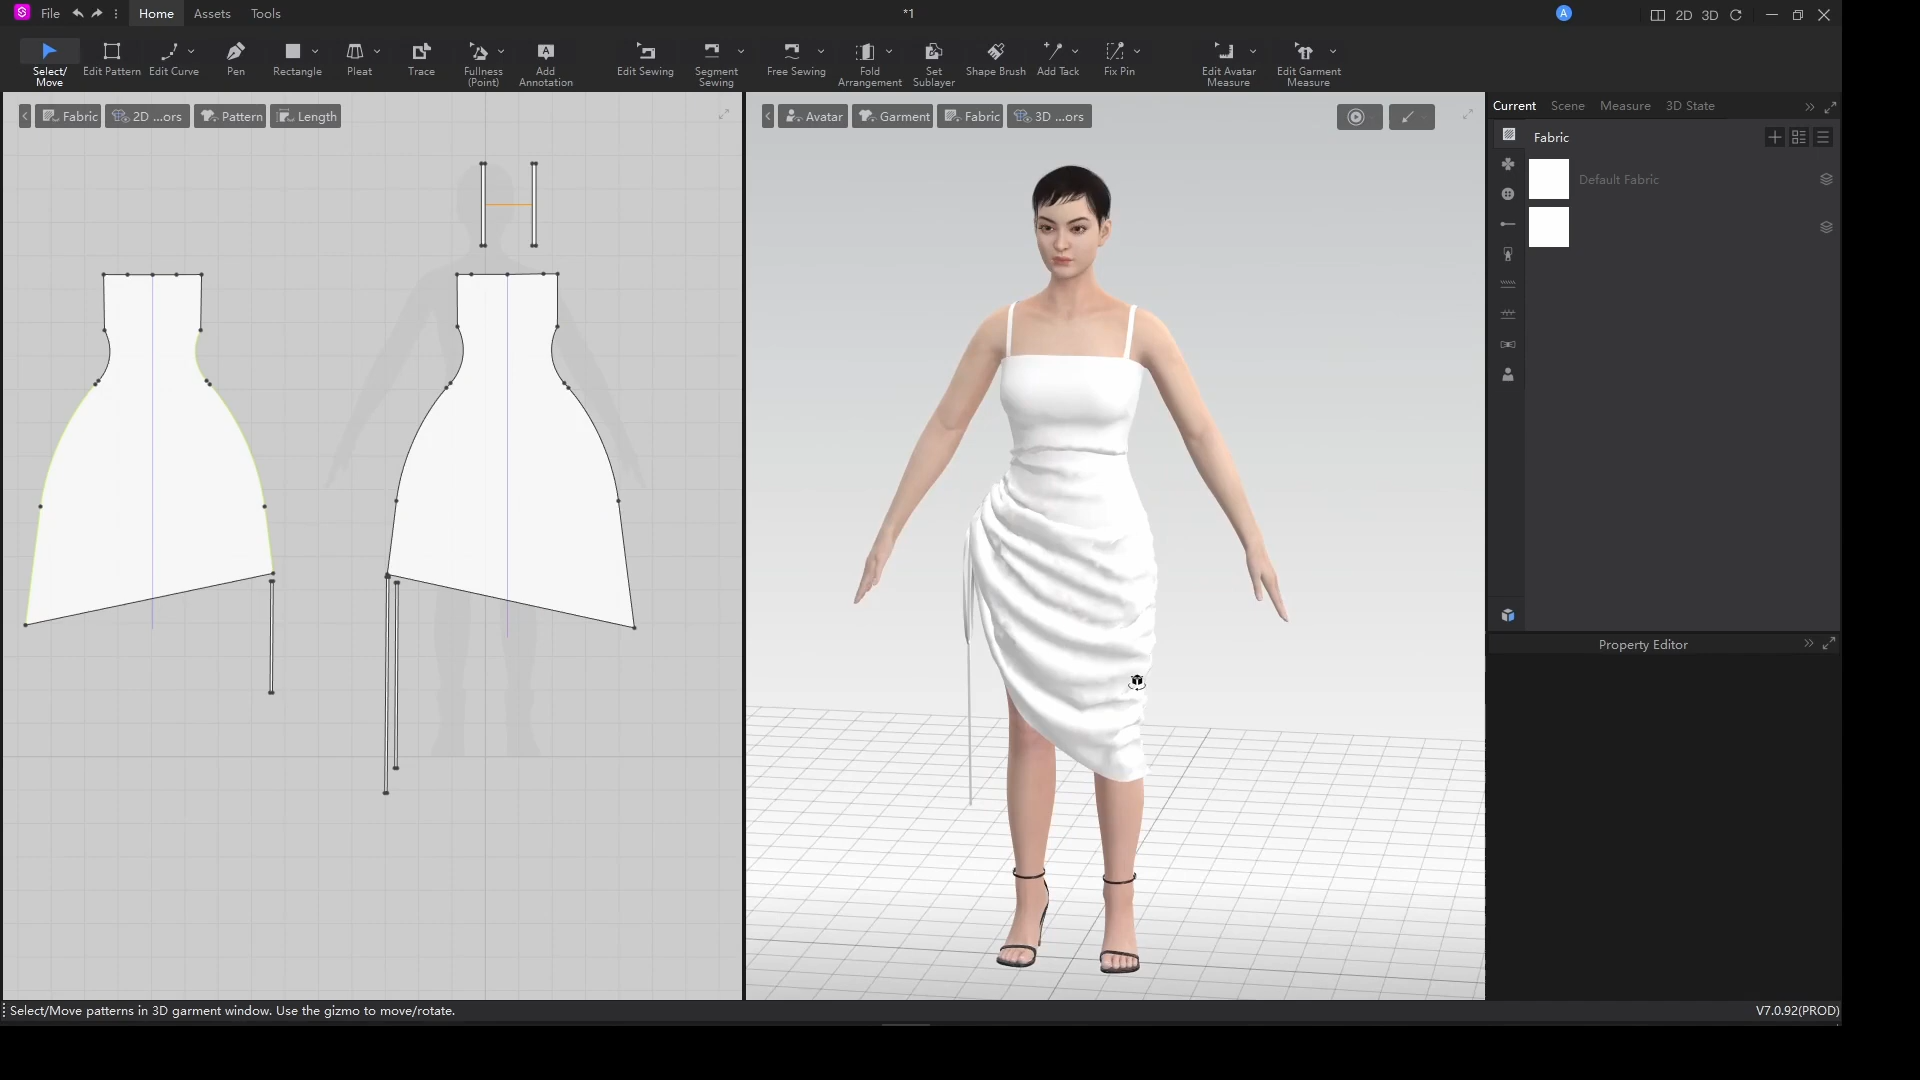 File
Home
Assets
Tools
*1
A
2D
3D
Select/
Move
Edit Pattern
Edit Curve
Pen
Rectangle
Pleat
Trace
Fullness
(Point)
Add
Annotation
Edit Sewing
Segment
Sewing
Free Sewing
Fold
Arrangement
Set
Sublayer
Shape Brush
Add Tack
Fix Pin
Edit Avatar
Measure
Edit Garment
Measure
Fabric
2D ...ors
Pattern
Length
Avatar
Garment
Fabric
3D ...ors
Current
Scene
Measure
3D State
Fabric
Default Fabric
Property Editor
Select/Move patterns in 3D garment window. Use the gizmo to move/rotate.
V7.0.92(PROD)